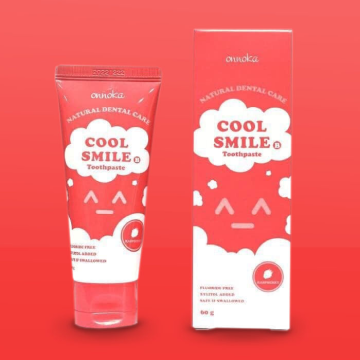 onnoka
NATURAL DENTAL CARE
COOL
SMILE B
Toothpaste
FLUORIDE FREE
XYLITOL ADDED
SAFE IF SWALLOWED
onnoka
NATURAL DENTAL CARE
COOL
SMILE B
Toothpaste
FLUORIDE FREE
XYLITOL ADDED
SAFE IF SWALLOWED
60 g